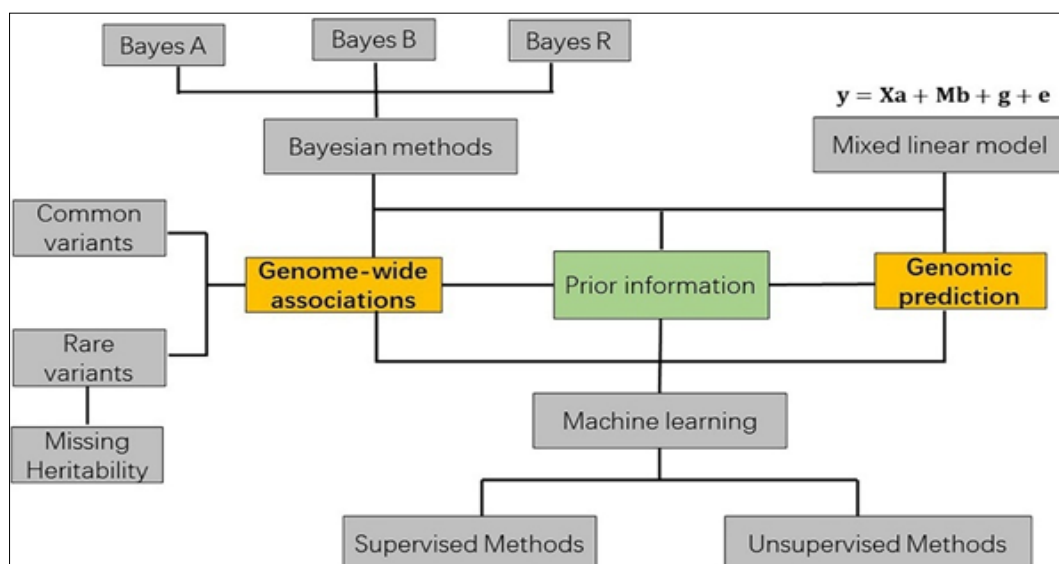 Bayes A
Bayes B
Bayes R
y = Xa + Mb + g + e
Bayesian methods
Mixed linear model
Common
variants
Genome-wide
associations
Prior information
Genomic
prediction
Rare
variants
Machine learning
Missing
Heritability
Supervised Methods
Unsupervised Methods